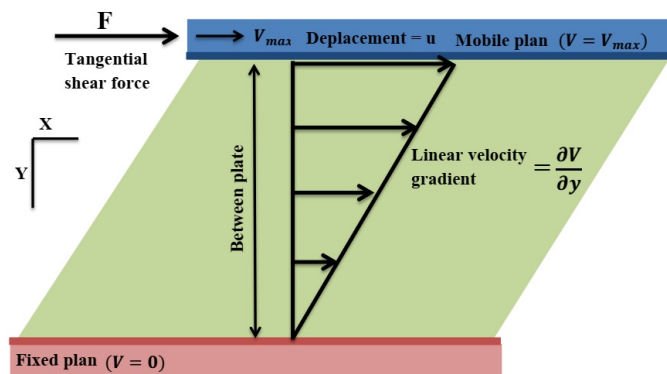 F
V_max Deplacement = u Mobile plan (V = V_max)
Tangential
shear force
X
Y
Between plate
Linear velocity
gradient = ∂V/∂y
Fixed plan (V = 0)